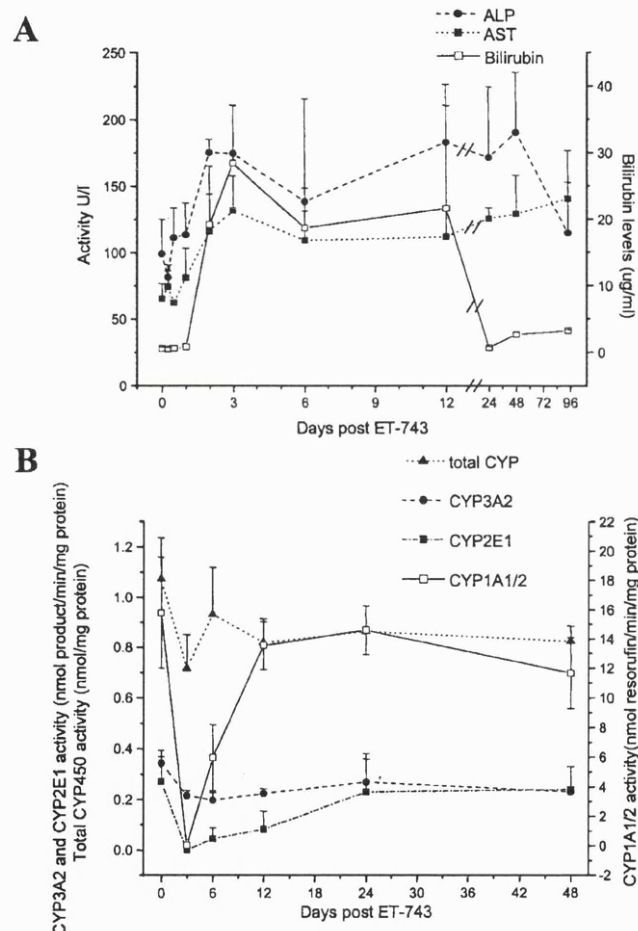 A
ALP
AST
Bilirubin
250
200
150
100
50
0
Activity U/l
40
30
20
10
0
Bilirubin levels (ug/ml)
0 3 6 9 12 24 48 72 96
Days post ET-743
B
total CYP
CYP3A2
CYP2E1
CYP1A1/2
CYP3A2 and CYP2E1 activity (nmol product/min/mg protein)
Total CYP450 activity (nmol/mg protein)
1.2
1.0
0.8
0.6
0.4
0.2
0.0
22
20
18
16
14
12
10
8
6
4
2
0
-2
CYP1A1/2 activity(nmol resorufin/min/mg protein)
0 6 12 18 24 30 36 42 48
Days post ET-743